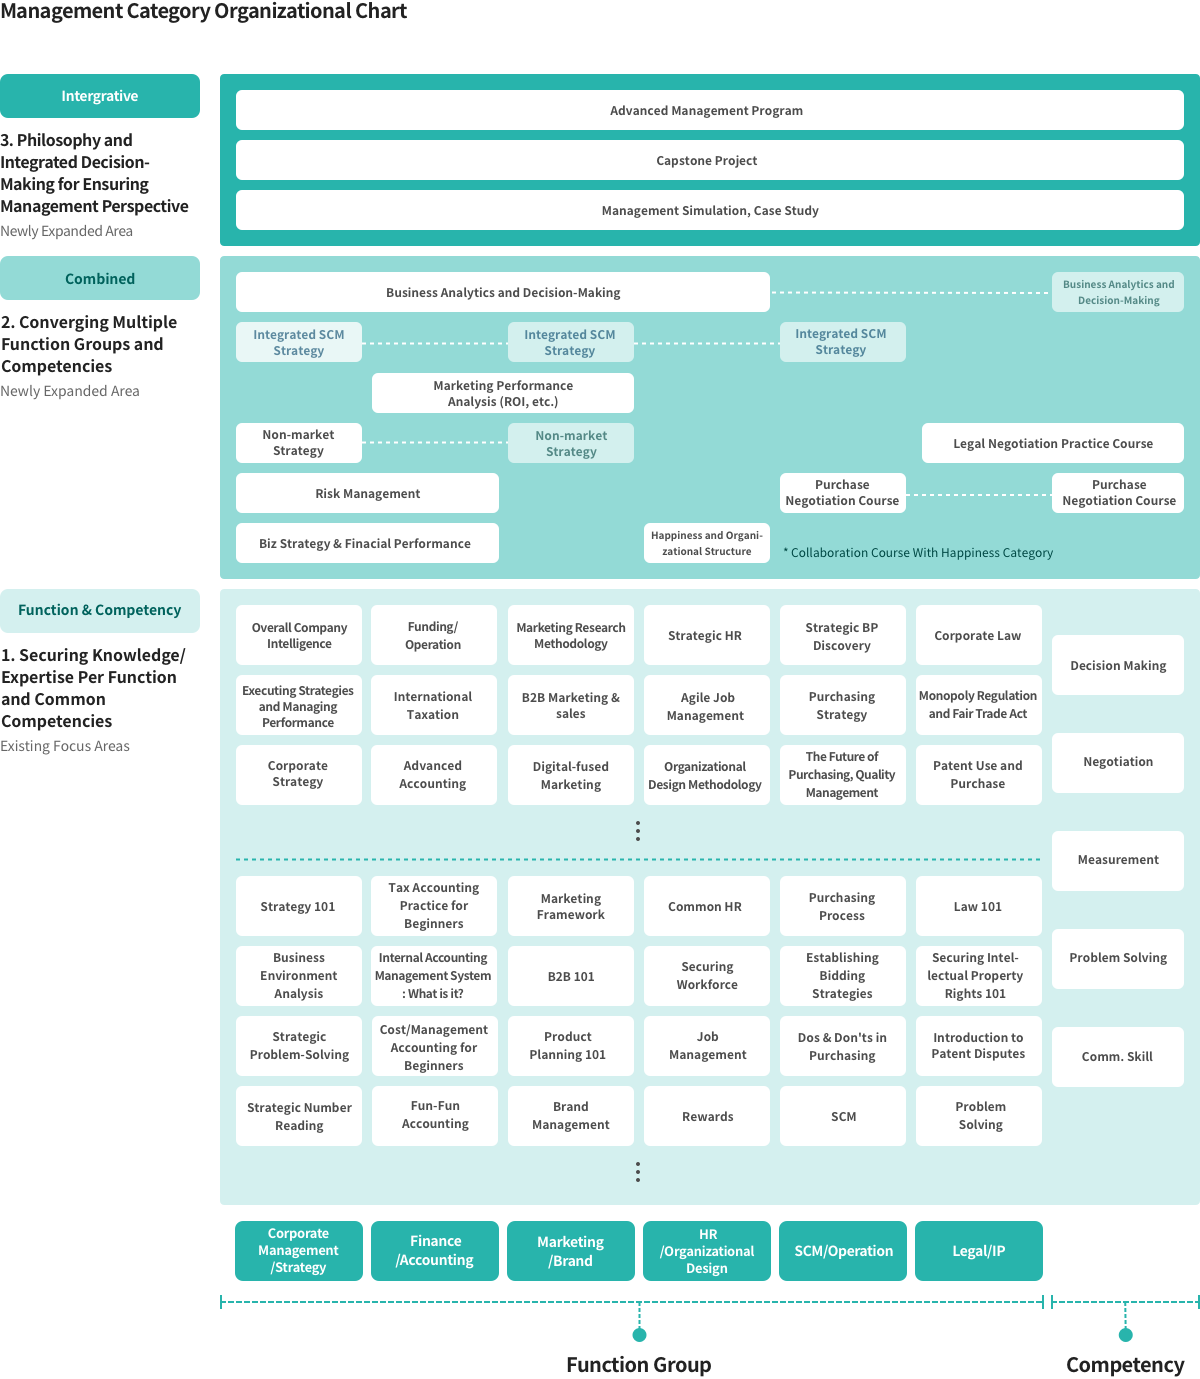 Management Category Organizational Chart
Intergrative
3. Philosophy and
Integrated Decision-
Making for Ensuring
Management Perspective
Newly Expanded Area
Advanced Management Program
Capstone Project
Management Simulation, Case Study
Combined
2. Converging Multiple
Function Groups and
Competencies
Newly Expanded Area
Business Analytics and Decision-Making
Business Analytics and
Decision-Making
Integrated SCM
Strategy
Integrated SCM
Strategy
Integrated SCM
Strategy
Marketing Performance
Analysis (ROI, etc.)
Non-market
Strategy
Non-market
Strategy
Legal Negotiation Practice Course
Risk Management
Purchase
Negotiation Course
Purchase
Negotiation Course
Biz Strategy & Finacial Performance
Happiness and Organi-
zational Structure
* Collaboration Course With Happiness Category
Function & Competency
1. Securing Knowledge/
Expertise Per Function
and Common
Competencies
Existing Focus Areas
Overall Company
Intelligence
Funding/
Operation
Marketing Research
Methodology
Strategic HR
Strategic BP
Discovery
Corporate Law
Executing Strategies
and Managing
Performance
International
Taxation
B2B Marketing &
sales
Agile Job
Management
Purchasing
Strategy
Monopoly Regulation
and Fair Trade Act
Corporate
Strategy
Advanced
Accounting
Digital-fused
Marketing
Organizational
Design Methodology
The Future of
Purchasing, Quality
Management
Patent Use and
Purchase
Strategy 101
Tax Accounting
Practice for
Beginners
Marketing
Framework
Common HR
Purchasing
Process
Law 101
Business
Environment
Analysis
Internal Accounting
Management System
: What is it?
B2B 101
Securing
Workforce
Establishing
Bidding
Strategies
Securing Intel-
lectual Property
Rights 101
Strategic
Problem-Solving
Cost/Management
Accounting for
Beginners
Product
Planning 101
Job
Management
Dos & Don'ts in
Purchasing
Introduction to
Patent Disputes
Strategic Number
Reading
Fun-Fun
Accounting
Brand
Management
Rewards
SCM
Problem
Solving
Decision Making
Negotiation
Measurement
Problem Solving
Comm. Skill
Corporate
Management
/Strategy
Finance
/Accounting
Marketing
/Brand
HR
/Organizational
Design
SCM/Operation
Legal/IP
Function Group
Competency